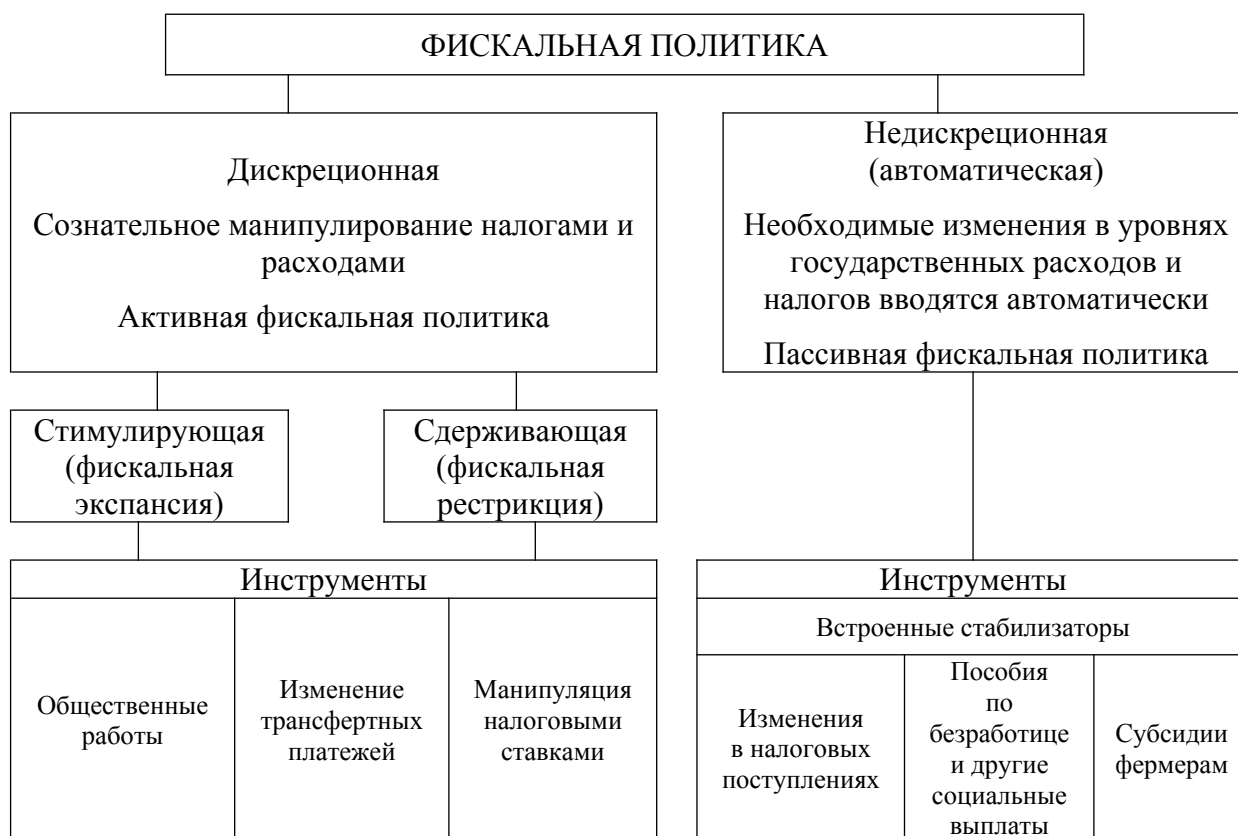 ФИСКАЛЬНАЯ ПОЛИТИКА
Дискреционная
Сознательное манипулирование налогами и
расходами
Активная фискальная политика
Недискреционная
(автоматическая)
Необходимые изменения в уровнях
государственных расходов и
налогов вводятся автоматически
Пассивная фискальная политика
Стимулирующая
(фискальная
экспансия)
Сдерживающая
(фискальная
рестрикция)
Инструменты
Общественные
работы
Изменение
трансфертных
платежей
Манипуляция
налоговыми
ставками
Инструменты
Встроенные стабилизаторы
Изменения
в налоговых
поступлениях
Пособия
по
безработице
и другие
социальные
выплаты
Субсидии
фермерам